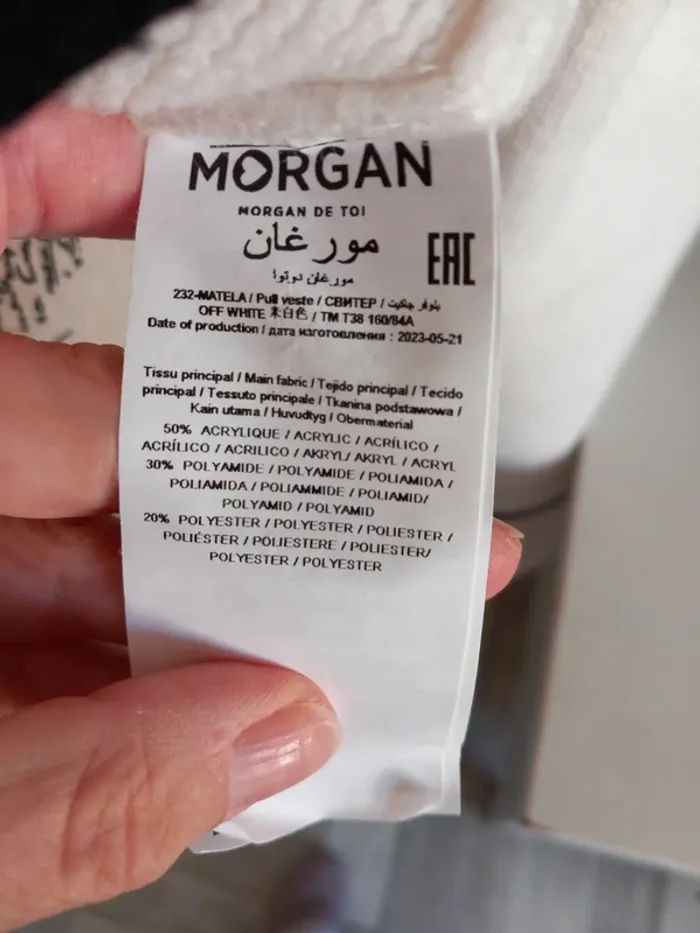 MORGAN
MORGAN DE TOI
مورغان
EAC
مورغان دوتوا
232-MATELA / Pull veste / СВИТЕР / بلوفر جاكيت
OFF WHITE 米白色 / TM T38 160/84A
Date of production / дата изготовления : 2023-05-21
Tissu principal / Main fabric / Tejido principal / Tecido
principal / Tessuto principale / Tkanina podstawowa /
Kain utama / Huvudtyg / Obermaterial
50% ACRYLIQUE / ACRYLIC / ACRÍLICO /
ACRÍLICO / ACRILICO / AKRYL/ AKRYL / ACRYL
30% POLYAMIDE / POLYAMIDE / POLIAMIDA /
POLIAMIDA / POLIAMMIDE / POLIAMID/
POLYAMID / POLYAMID
20% POLYESTER / POLYESTER / POLIESTER /
POLIÉSTER / POLIESTERE / POLIESTER/
POLYESTER / POLYESTER